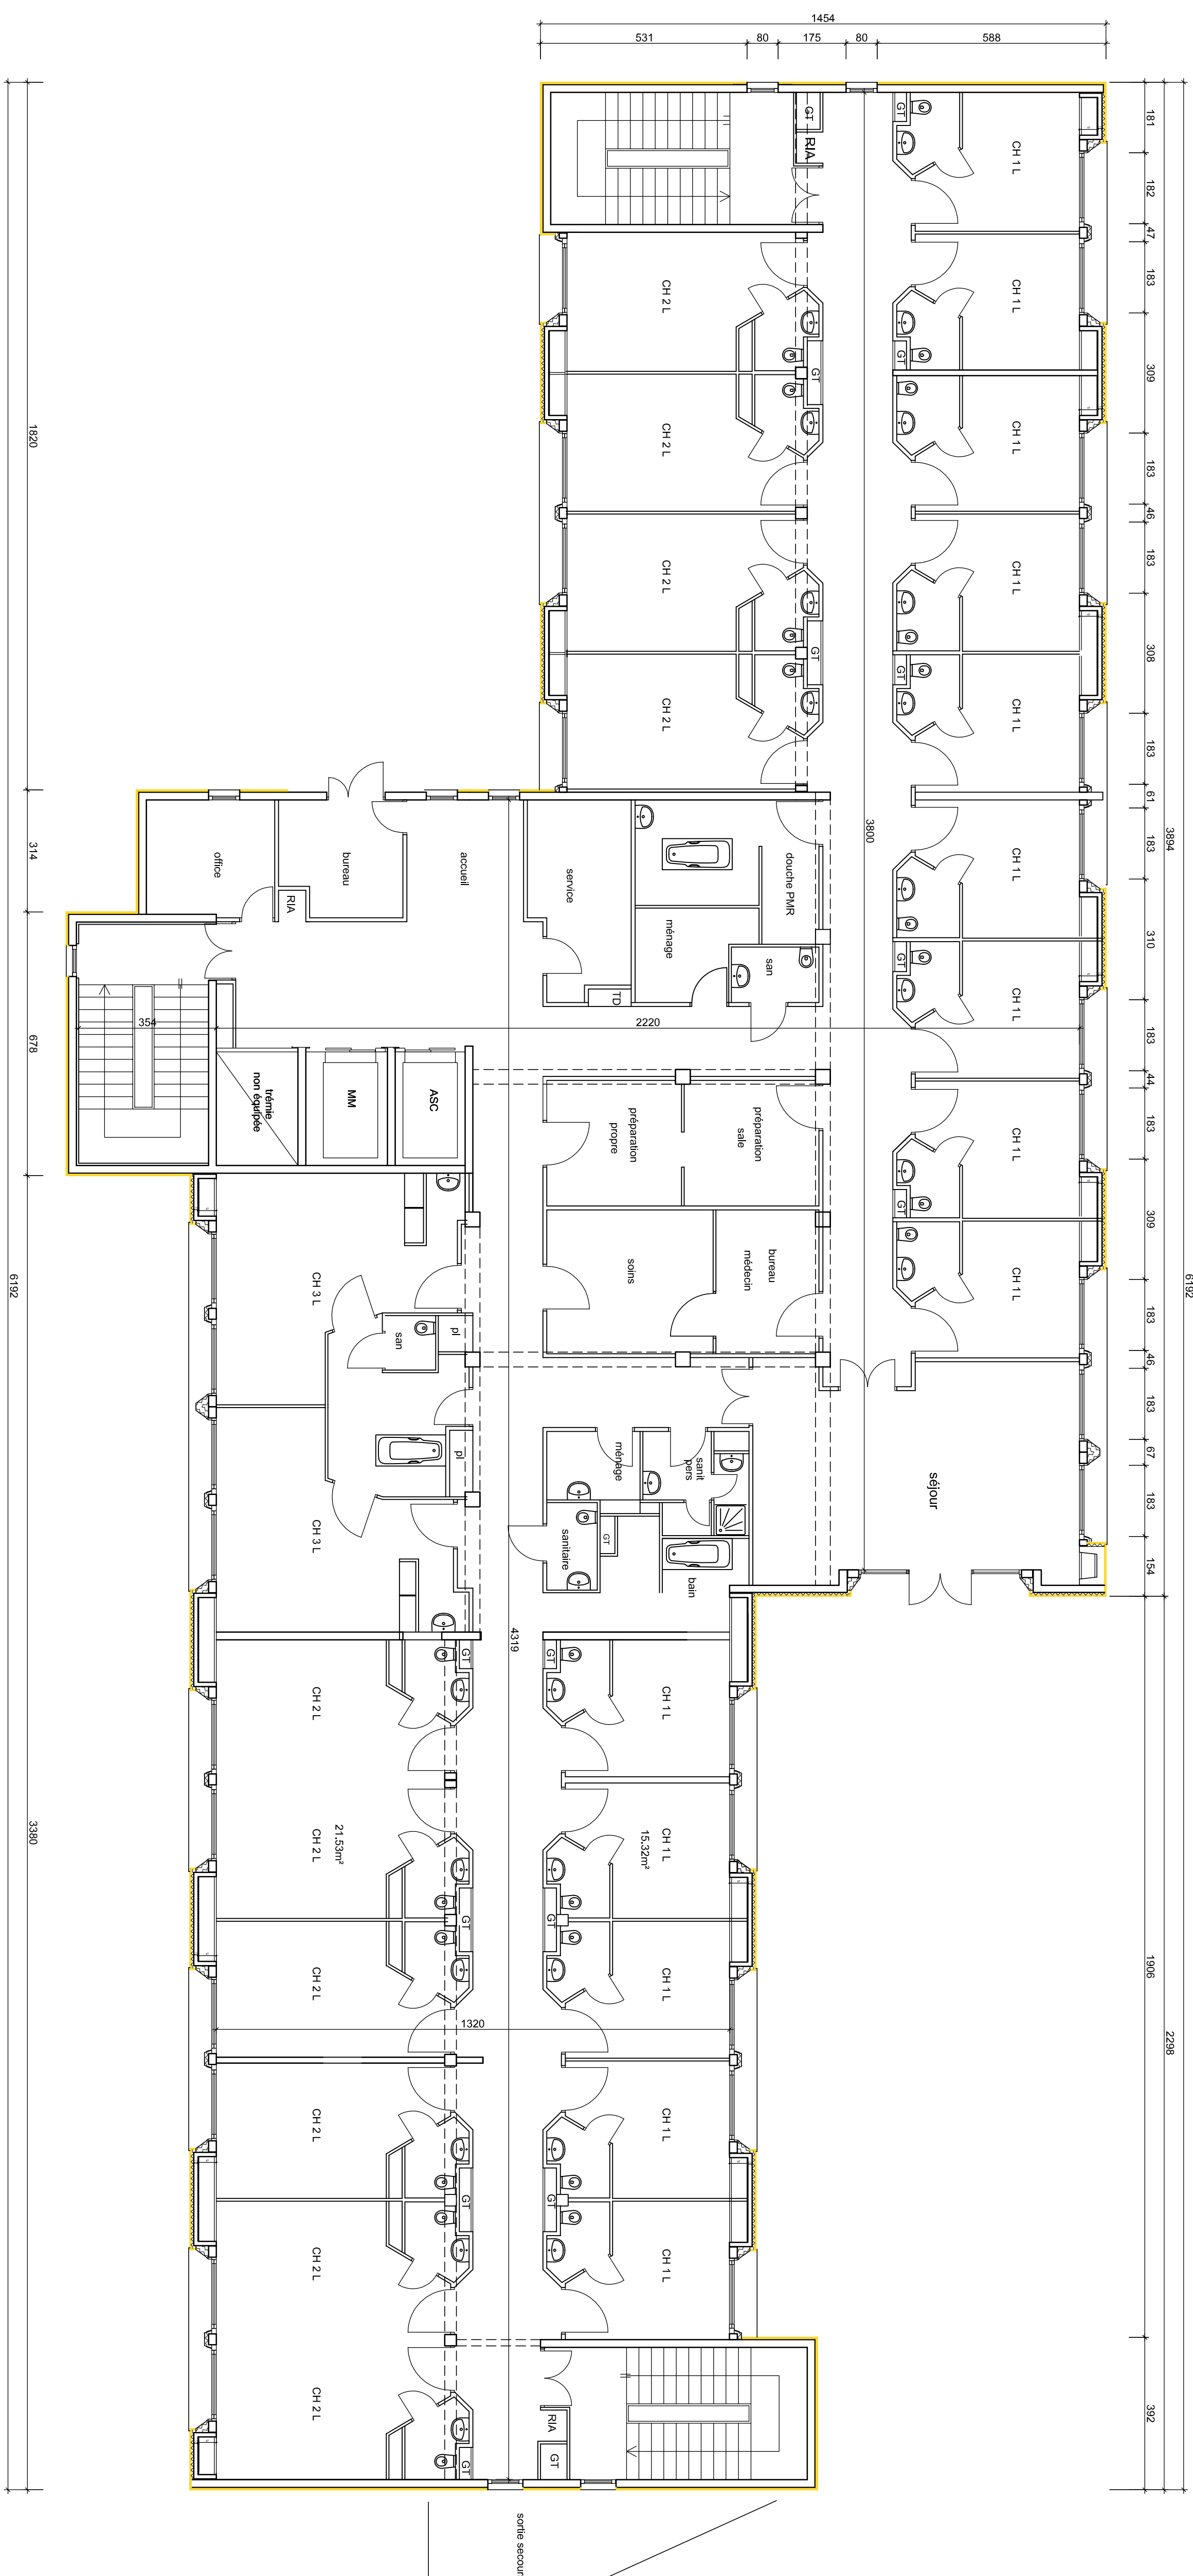 1454
531
80
175
80
588
181
182
47
183
309
183
46
183
308
183
61
183
310
183
44
183
309
183
46
183
67
183
154
3894
6192
1906
2298
392
1820
314
678
3380
6192
GT
RIA
GT
CH 1 L
CH 2 L
CH 1 L
GT
GT
CH 2 L
CH 1 L
CH 2 L
CH 1 L
GT
GT
CH 2 L
CH 1 L
3800
office
bureau
accueil
service
douche PMR
CH 1 L
RIA
ménage
san
TD
GT
CH 1 L
354
2220
trémie
non équipée
MM
ASC
préparation
propre
préparation
sale
CH 1 L
GT
soins
bureau
médecin
CH 1 L
CH 3 L
san
pl
pl
CH 3 L
ménage
sanit
pers
sanitaire
GT
bain
séjour
4319
GT
GT
CH 2 L
CH 1 L
21.53m²
CH 2 L
CH 1 L
15.32m²
GT
GT
CH 2 L
CH 1 L
1320
CH 2 L
CH 1 L
GT
GT
CH 2 L
CH 1 L
CH 2 L
GT
RIA
GT
sortie secour